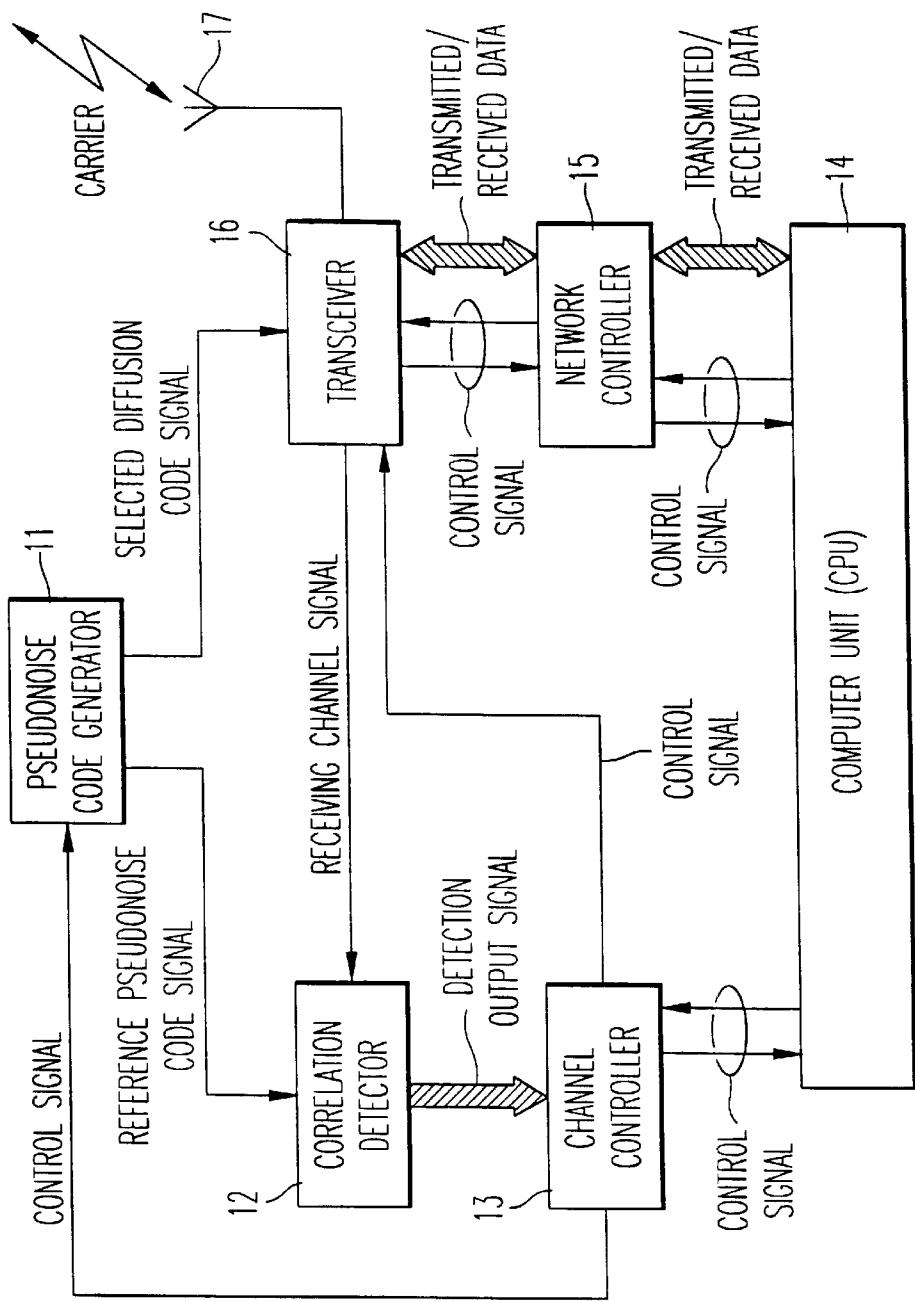 CONTROL SIGNAL
11
PSEUDONOISE
CODE GENERATOR
REFERENCE PSEUDONOISE
CODE SIGNAL
SELECTED DIFFUSION
CODE SIGNAL
CARRIER
17
12
CORRELATION
DETECTOR
RECEIVING CHANNEL SIGNAL
16
TRANSCEIVER
DETECTION
OUTPUT SIGNAL
CONTROL
SIGNAL
TRANSMITTED/
RECEIVED DATA
13
CHANNEL
CONTROLLER
15
NETWORK
CONTROLLER
CONTROL
SIGNAL
CONTROL
SIGNAL
CONTROL
SIGNAL
TRANSMITTED/
RECEIVED DATA
14
COMPUTER UNIT (CPU)